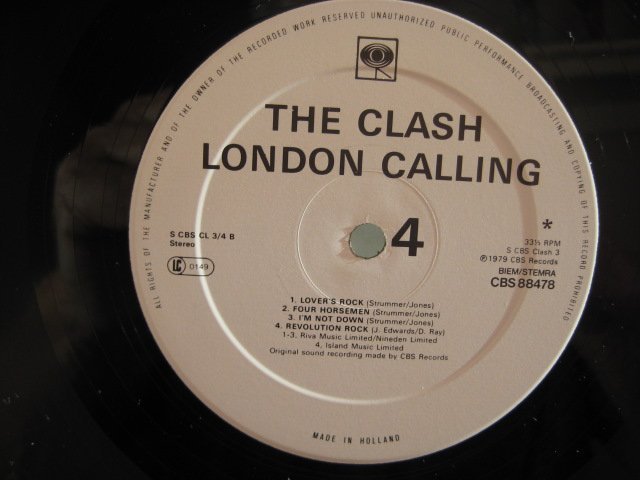 ALL RIGHTS OF THE MANUFACTURER AND OF THE OWNER OF THE RECORDED WORK RESERVED UNAUTHORIZED PUBLIC PERFORMANCE BROADCASTING AND COPYING OF THIS RECORD PROHIBITED
THE CLASH
LONDON CALLING
S CBS CL 3/4 B
Stereo
LC 0149
4
*
33⅓ RPM
S CBS Clash 3
℗ 1979 CBS Records
BIEM/STEMRA
CBS 88478
1. LOVER'S ROCK (Strummer/Jones)
2. FOUR HORSEMEN (Strummer/Jones)
3. I'M NOT DOWN (Strummer/Jones)
4. REVOLUTION ROCK (J. Edwards/D. Ray)
1-3, Riva Music Limited/Nineden Limited
4, Island Music Limited
Original sound recording made by CBS Records
MADE IN HOLLAND